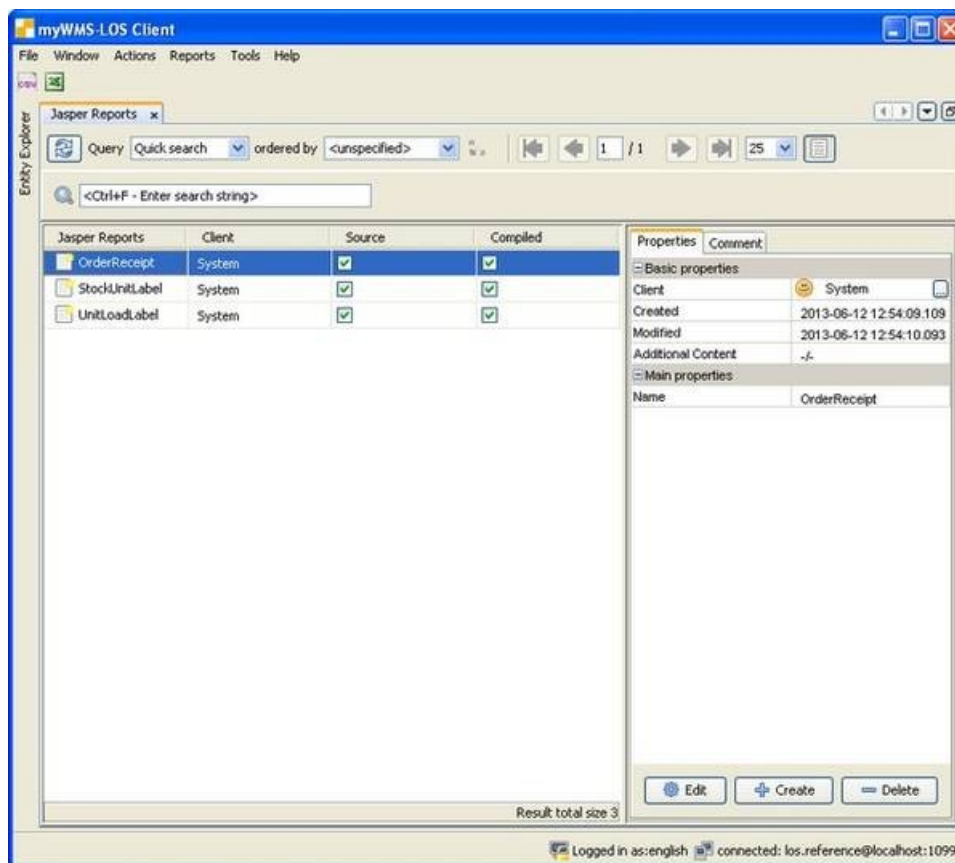 myWMS-LOS Client
File Window Actions Reports Tools Help
CSV
Entity Explorer
Jasper Reports x
Query Quick search ordered by <unspecified> 1 / 1 25
<Ctrl+F - Enter search string>
Jasper Reports Client Source Compiled
OrderReceipt System
StockUnitLabel System
UnitLoadLabel System
Result total size 3
Properties Comment
Basic properties
Client System ...
Created 2013-06-12 12:54:09.109
Modified 2013-06-12 12:54:10.093
Additional Content -/-
Main properties
Name OrderReceipt
Edit Create Delete
Logged in as:english connected: los.reference@localhost:1099